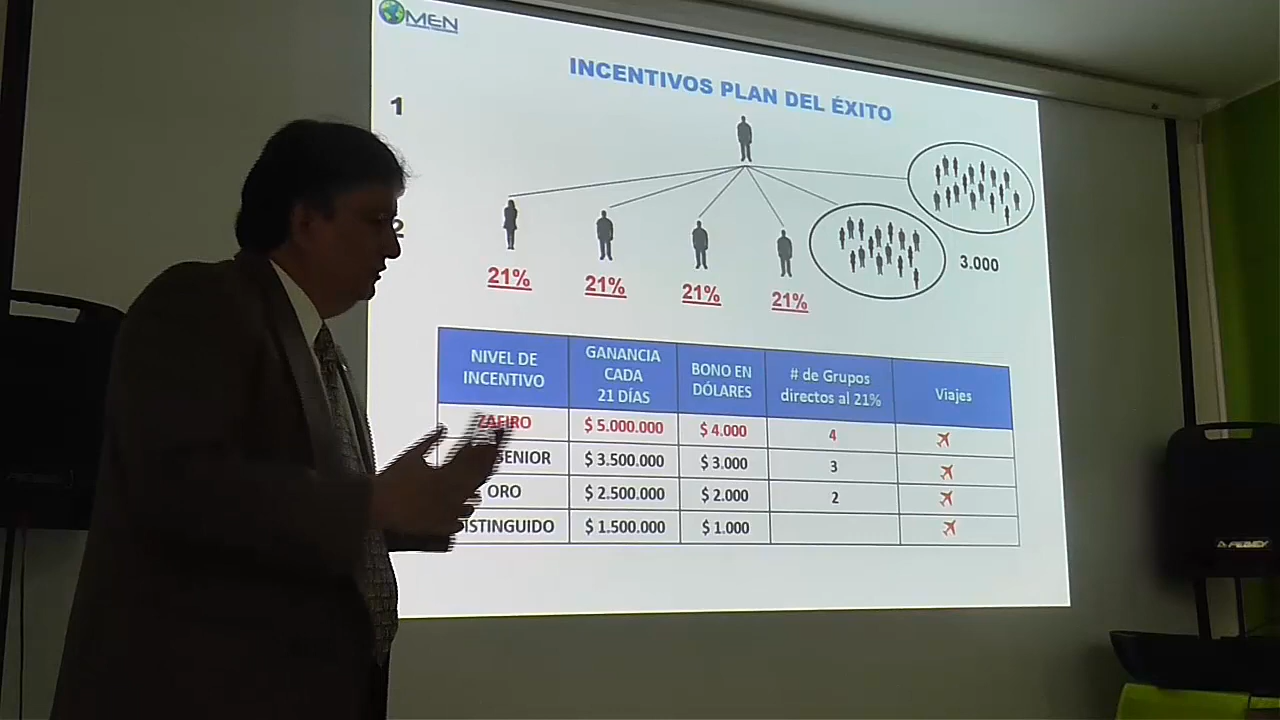 OMEN
INCENTIVOS PLAN DEL ÉXITO
1
2
21%
21%
21%
21%
3.000
NIVEL DE
INCENTIVO
GANANCIA
CADA
21 DÍAS
BONO EN
DÓLARES
# de Grupos
directos al 21%
Viajes
ZAFIRO
$ 5.000.000
$ 4.000
4
SENIOR
$ 3.500.000
$ 3.000
3
ORO
$ 2.500.000
$ 2.000
2
ISTINGUIDO
$ 1.500.000
$ 1.000